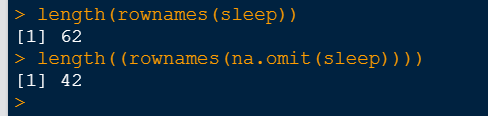 > length(rownames(sleep))
[1] 62
> length((rownames(na.omit(sleep))))
[1] 42
>